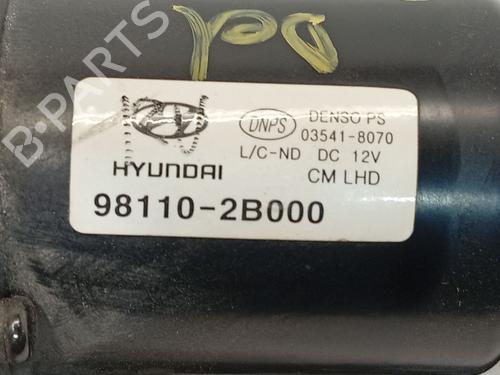 B-PARTS
HYUNDAI
DNPS
DENSO PS
03541-8070
L/C-ND DC 12V
CM LHD
98110-2B000